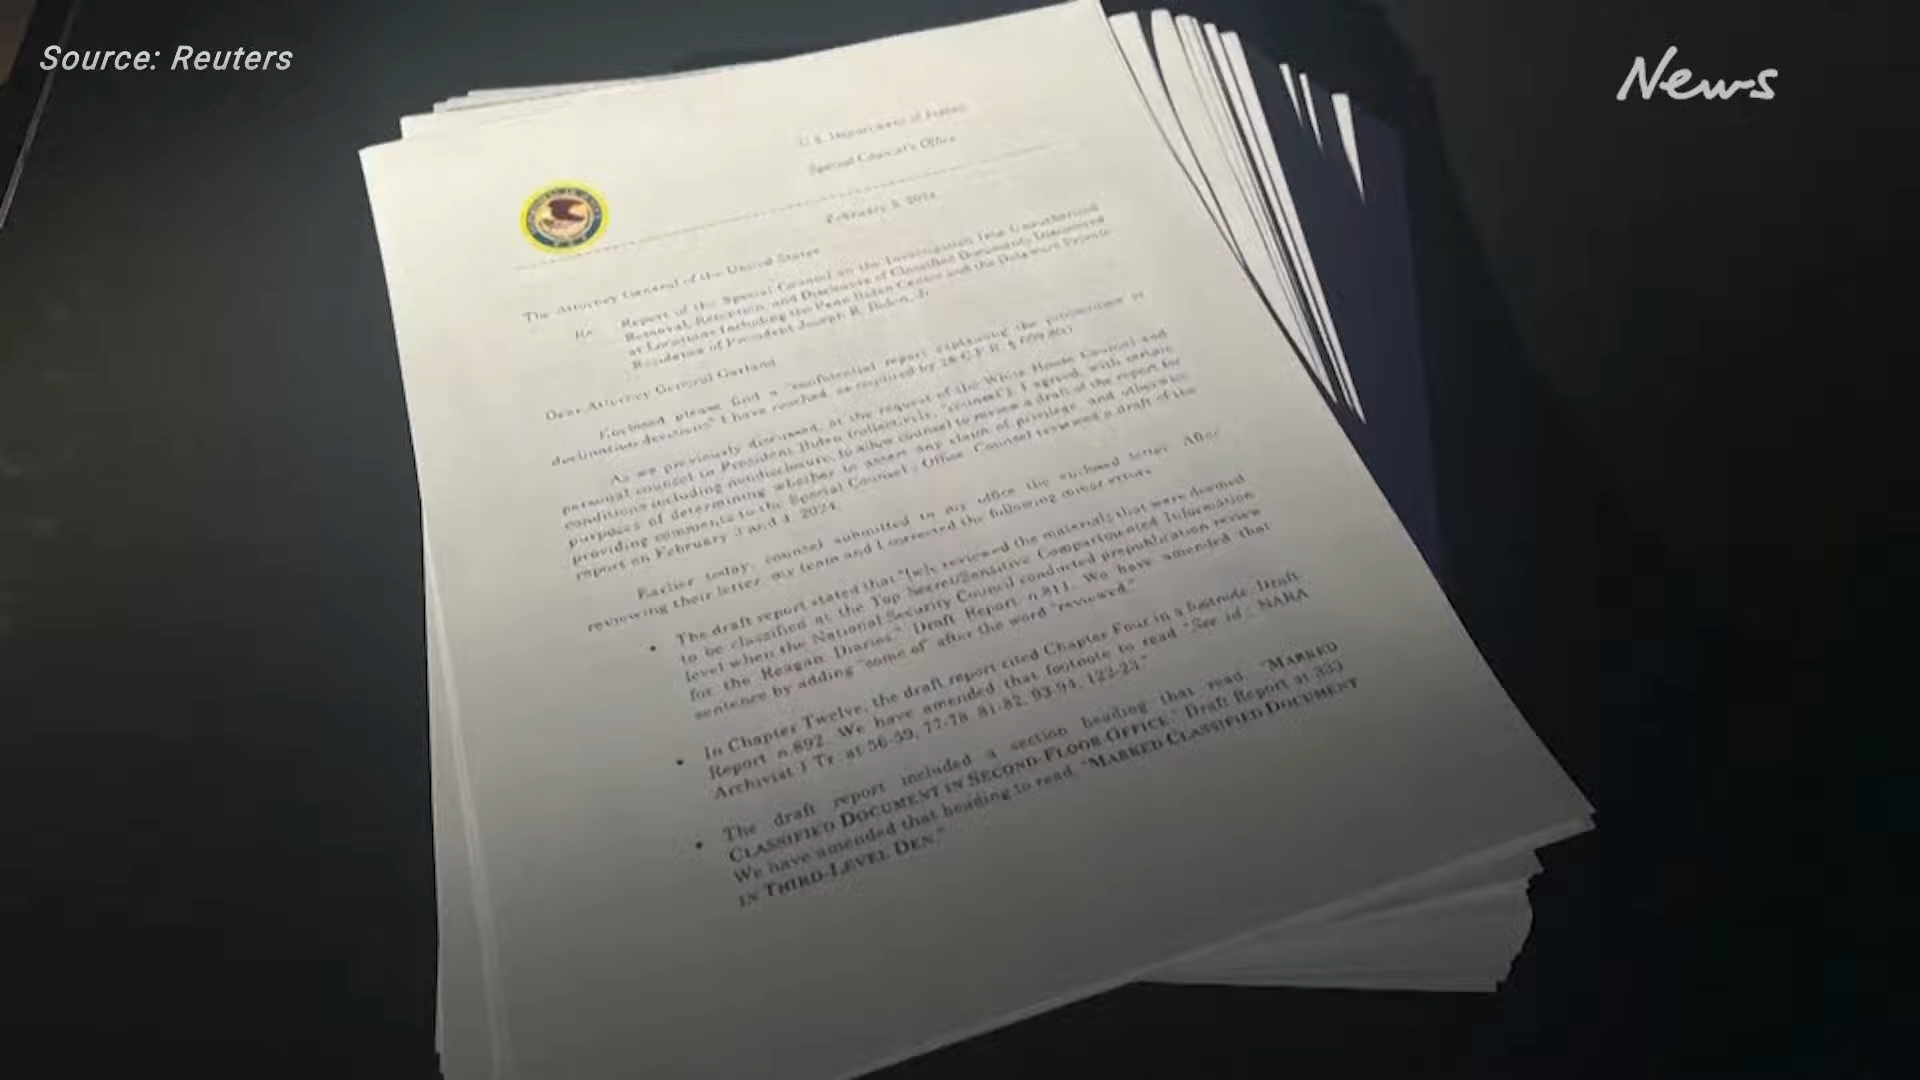 Source: Reuters
News
U.S. Department of Justice
Special Counsel's Office
February 5, 2024
The Attorney General of the United States
Re: Report of the Special Counsel on the Investigation Into Unauthorized
Removal, Retention, and Disclosure of Classified Documents Discovered
at Locations Including the Penn Biden Center and the Delaware Private
Residence of President Joseph R. Biden, Jr.
Dear Attorney General Garland
Enclosed please find a "confidential report explaining the prosecution or
declination decisions" I have reached, as required by 28 C.F.R. § 600.8(c)
As we previously discussed, at the request of the White House Counsel and
personal counsel to President Biden (collectively, "counsel"), I agreed, with certain
conditions including nondisclosure, to allow counsel to review a draft of the report for
purposes of determining whether to assert any claim of privilege, and otherwise
providing comments to the Special Counsel's Office. Counsel reviewed a draft of the
report on February 3 and 4, 2024.
Earlier today, counsel submitted to my office the enclosed letter. After
reviewing their letter, my team and I corrected the following minor errors
• The draft report stated that "[w]e reviewed the materials that were deemed
to be classified at the Top Secret/Sensitive Compartmented Information
level when the National Security Council conducted prepublication review
for the Reagan Diaries." Draft Report n.811. We have amended that
sentence by adding "some of" after the word "reviewed."
• In Chapter Twelve, the draft report cited Chapter Four in a footnote. Draft
Report n.892. We have amended that footnote to read "See id.; NARA
Archivist 1 Tr. at 56-59, 77-78, 81-82, 93-94, 122-23."
• The draft report included a section heading that read, "MARKED
CLASSIFIED DOCUMENT IN SECOND-FLOOR OFFICE." Draft Report at 333
We have amended that heading to read, "MARKED CLASSIFIED DOCUMENT
IN THIRD-LEVEL DEN."